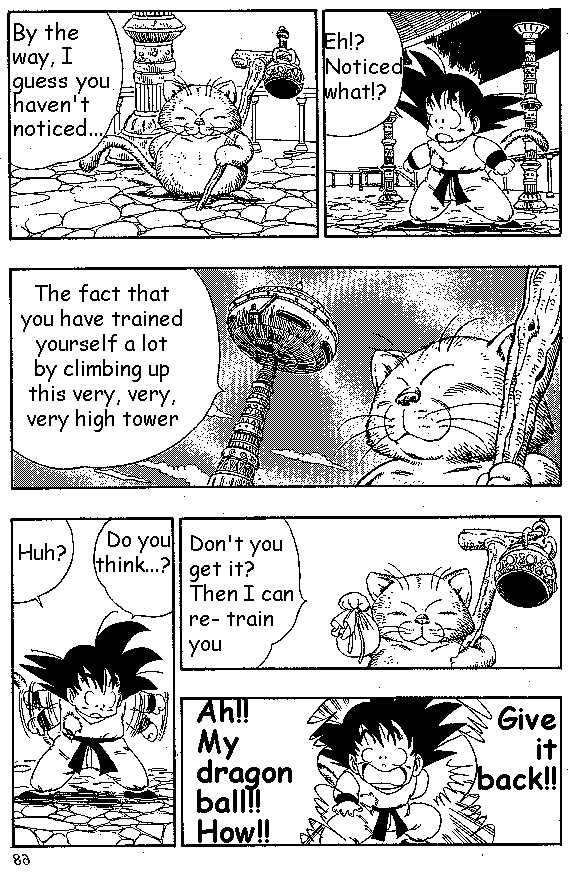 By the
way, I
guess you
haven't
noticed...
Eh!?
Noticed
what!?
The fact that
you have trained
yourself a lot
by climbing up
this very, very,
very high tower
Huh?
Do you
think...?
Don't you
get it?
Then I can
re- train
you
Ah!!
My
dragon
ball!!
How!!
Give
it
back!!